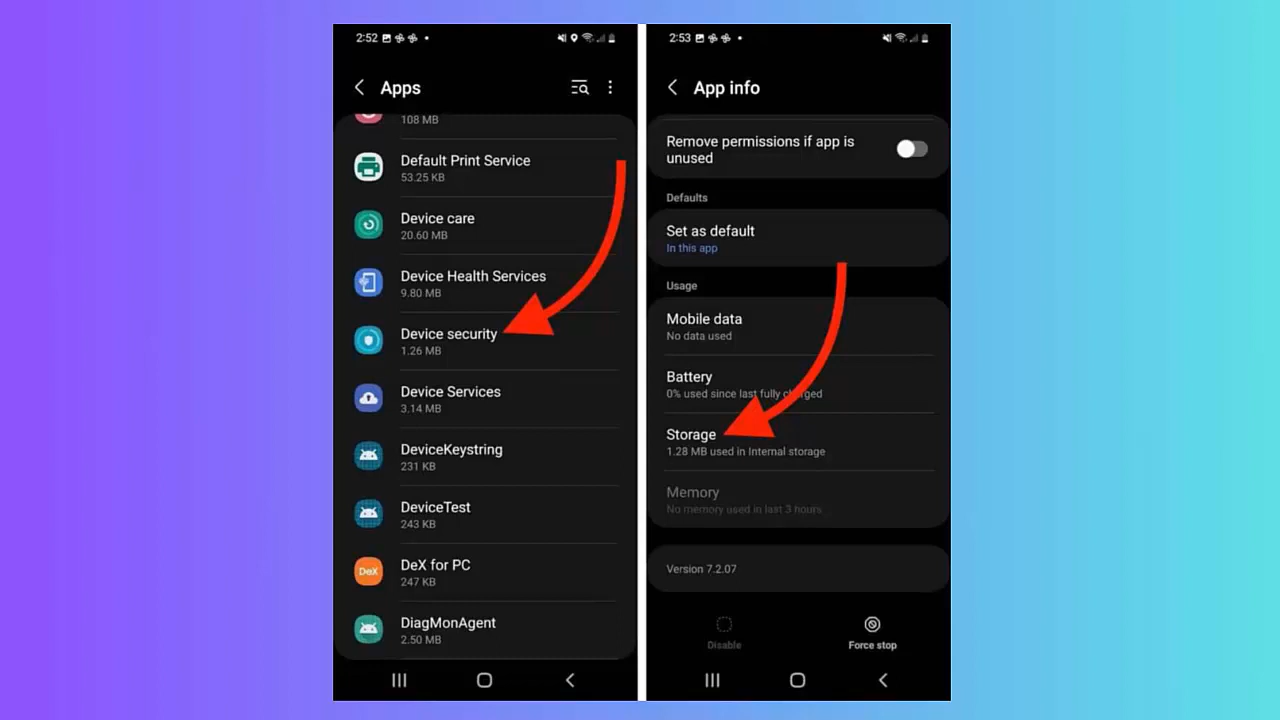 2:52
Apps
108 MB
Default Print Service
53.25 KB
Device care
20.60 MB
Device Health Services
9.80 MB
Device security
1.26 MB
Device Services
3.14 MB
DeviceKeystring
231 KB
DeviceTest
243 KB
DeX
DeX for PC
247 KB
DiagMonAgent
2.50 MB
2:53
App info
Remove permissions if app is
unused
Defaults
Set as default
In this app
Usage
Mobile data
No data used
Battery
0% used since last fully charged
Storage
1.28 MB used in Internal storage
Memory
No memory used in last 3 hours
Version 7.2.07
Disable
Force stop